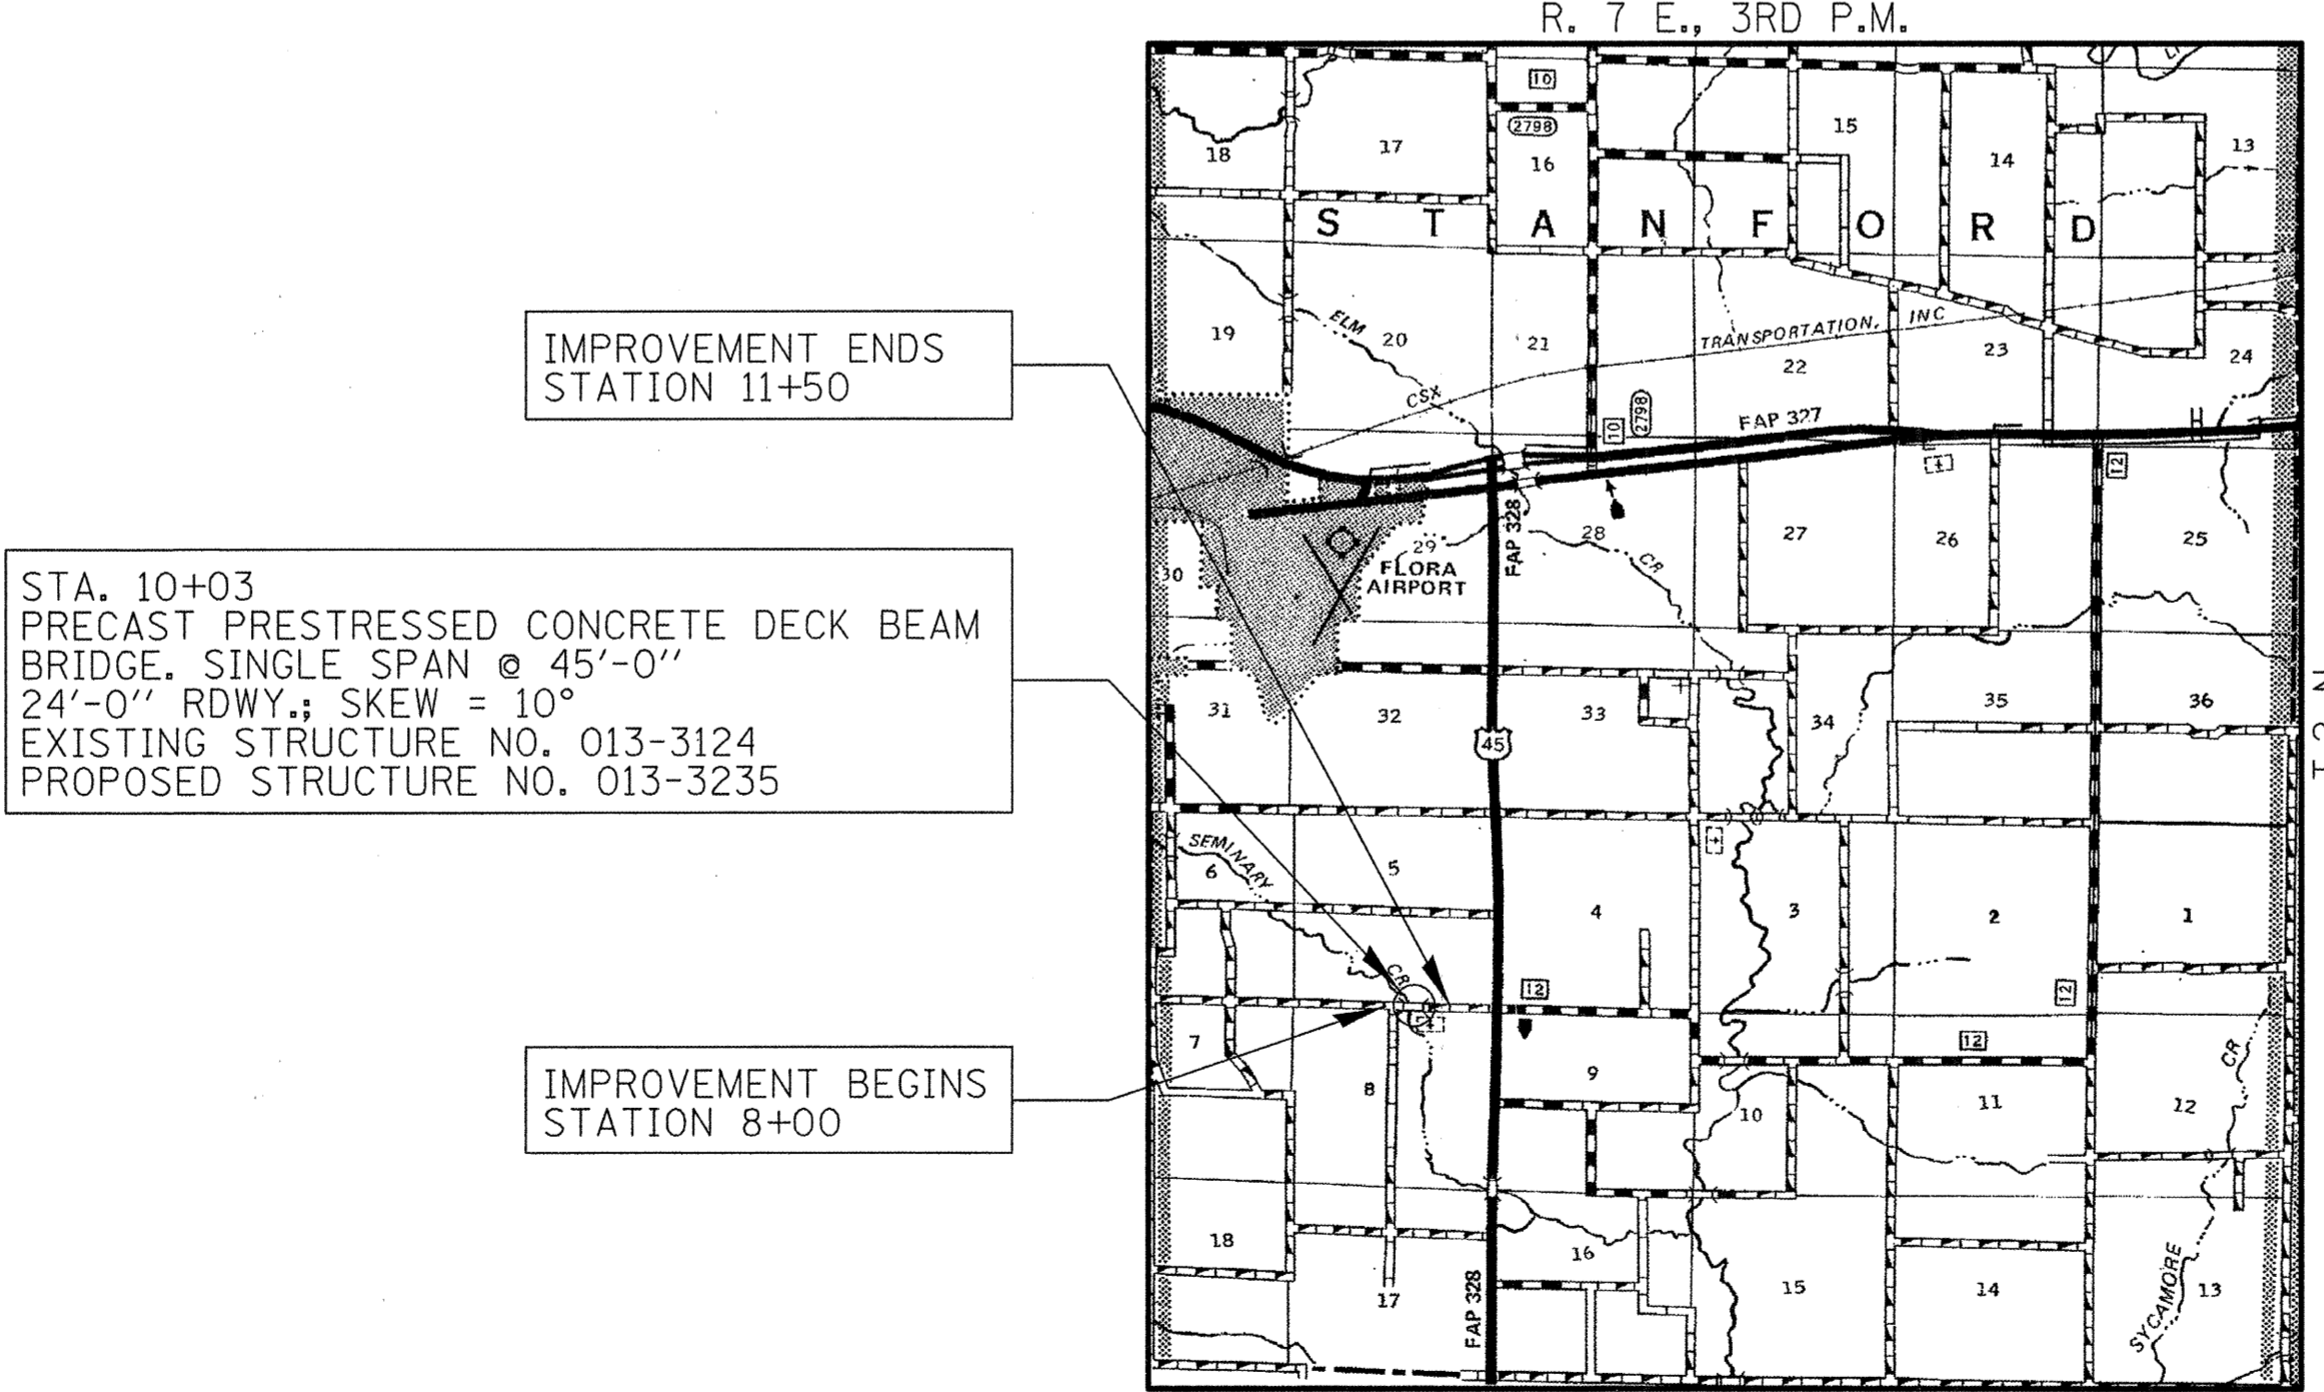 R. 7 E., 3RD P.M.
10
2798
18
17
16
15
14
13
S T A N F O R D
IMPROVEMENT ENDS
STATION 11+50
19
ELM
20
21
TRANSPORTATION, INC
22
23
24
CSX
10
2798
FAP 327
12
STA. 10+03
PRECAST PRESTRESSED CONCRETE DECK BEAM
BRIDGE. SINGLE SPAN @ 45'-0''
24'-0'' RDWY.; SKEW = 10°
EXISTING STRUCTURE NO. 013-3124
PROPOSED STRUCTURE NO. 013-3235
30
29
FLORA
AIRPORT
FAP 328
28
CR
27
26
25
31
32
33
34
35
36
45
SEMINARY
6
5
4
3
2
1
CR
12
12
IMPROVEMENT BEGINS
STATION 8+00
7
8
9
10
12
11
12
CR
18
17
16
15
14
13
FAP 328
SYCAMORE